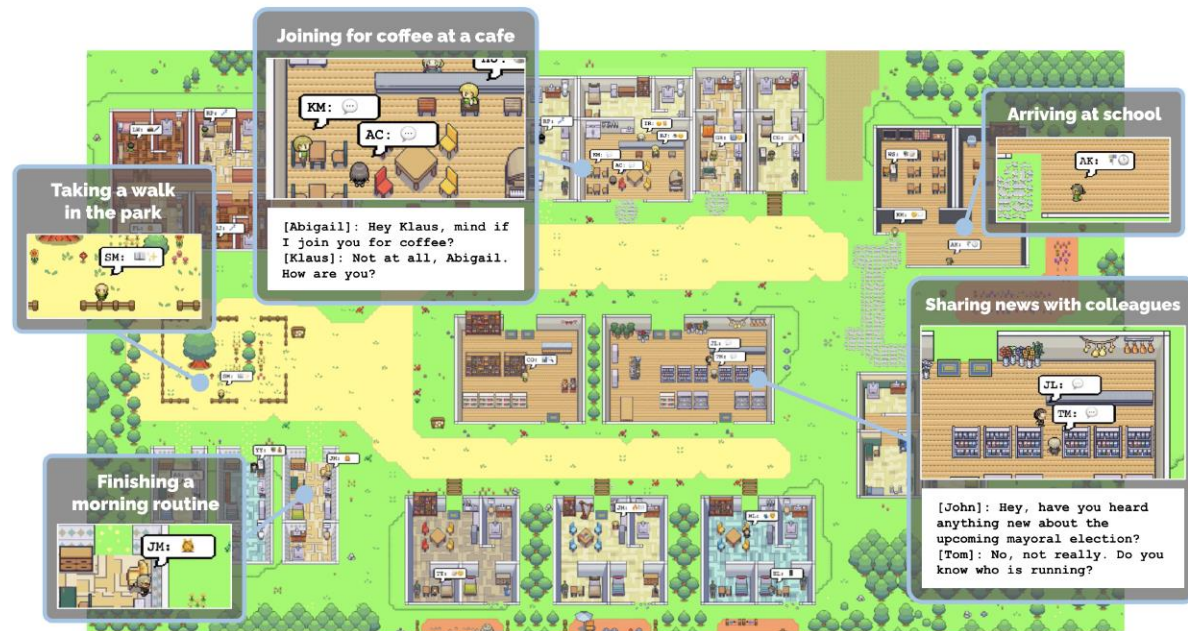 Joining for coffee at a cafe
KM:
AC:
[Abigail]: Hey Klaus, mind if
I join you for coffee?
[Klaus]: Not at all, Abigail.
How are you?
Taking a walk
in the park
SM:
Arriving at school
AK:
Sharing news with colleagues
JL:
TM:
[John]: Hey, have you heard
anything new about the
upcoming mayoral election?
[Tom]: No, not really. Do you
know who is running?
Finishing a
morning routine
JM: